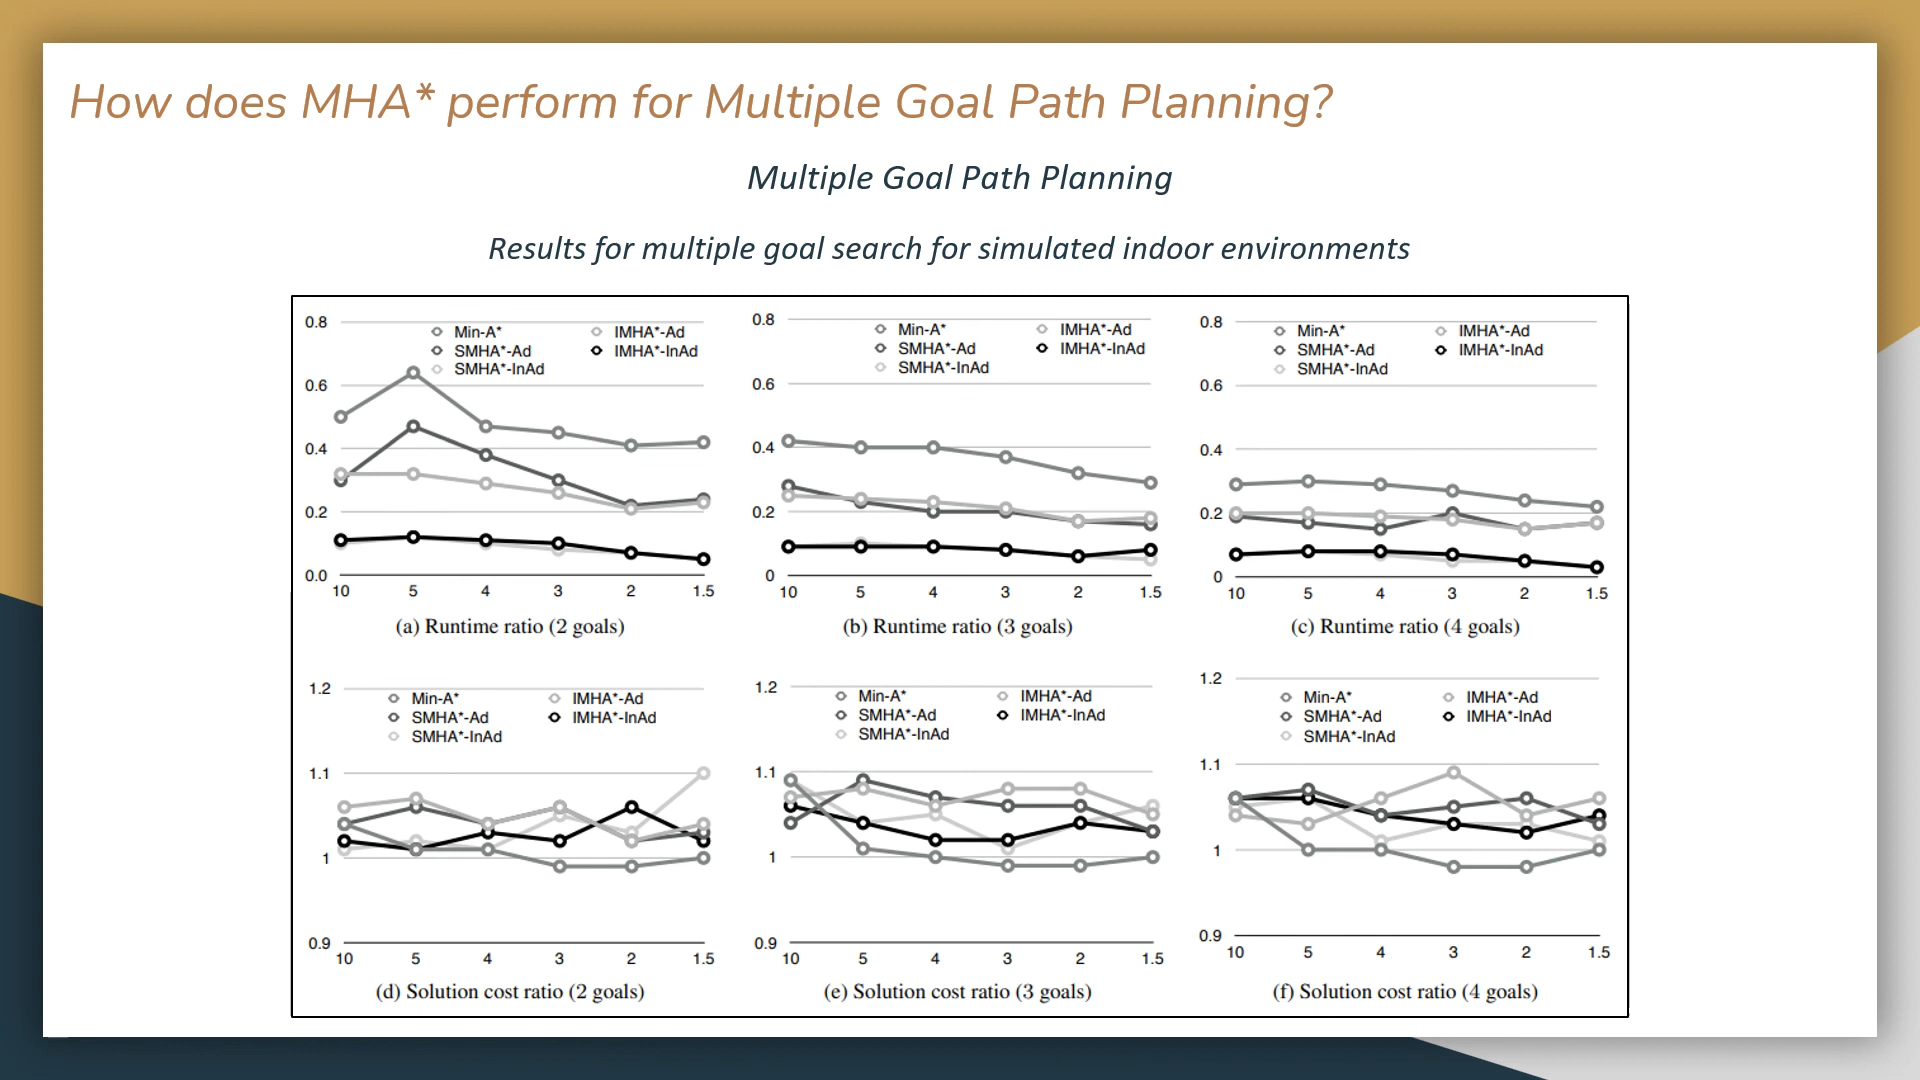 How does MHA* perform for Multiple Goal Path Planning?
Multiple Goal Path Planning
Results for multiple goal search for simulated indoor environments
0.8
0.6
0.4
0.2
0.0
Min-A*
SMHA*-Ad
SMHA*-InAd
IMHA*-Ad
IMHA*-InAd
10 5 4 3 2 1.5
(a) Runtime ratio (2 goals)
0.8
0.6
0.4
0.2
0
Min-A*
SMHA*-Ad
SMHA*-InAd
IMHA*-Ad
IMHA*-InAd
10 5 4 3 2 1.5
(b) Runtime ratio (3 goals)
0.8
0.6
0.4
0.2
0
Min-A*
SMHA*-Ad
SMHA*-InAd
IMHA*-Ad
IMHA*-InAd
10 5 4 3 2 1.5
(c) Runtime ratio (4 goals)
1.2
1.1
1
0.9
Min-A*
SMHA*-Ad
SMHA*-InAd
IMHA*-Ad
IMHA*-InAd
10 5 4 3 2 1.5
(d) Solution cost ratio (2 goals)
1.2
1.1
1
0.9
Min-A*
SMHA*-Ad
SMHA*-InAd
IMHA*-Ad
IMHA*-InAd
10 5 4 3 2 1.5
(e) Solution cost ratio (3 goals)
1.2
1.1
1
0.9
Min-A*
SMHA*-Ad
SMHA*-InAd
IMHA*-Ad
IMHA*-InAd
10 5 4 3 2 1.5
(f) Solution cost ratio (4 goals)